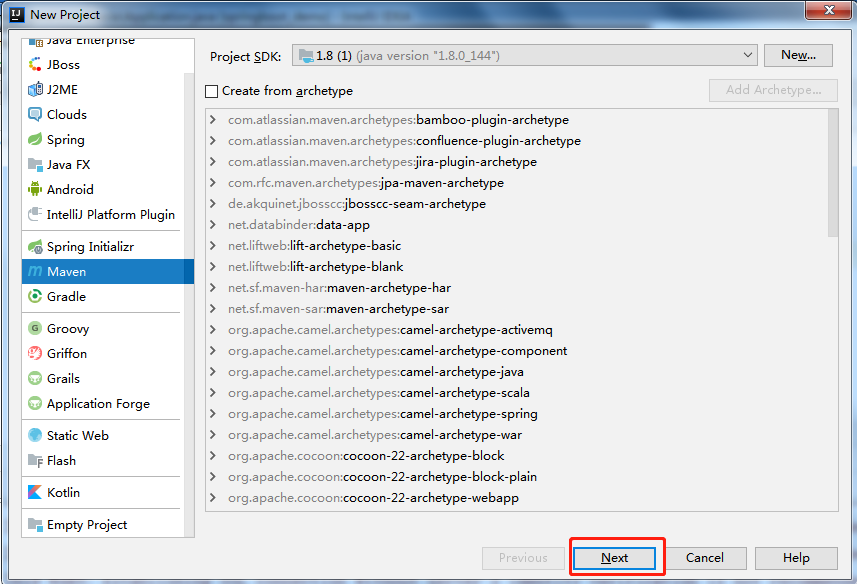 New Project
Java Enterprise
JBoss
J2ME
Clouds
Spring
Java FX
Android
IntelliJ Platform Plugin
Spring Initializr
Maven
Gradle
Groovy
Griffon
Grails
Application Forge
Static Web
Flash
Kotlin
Empty Project
Project SDK: 1.8 (1) (java version "1.8.0_144") New...
Create from archetype Add Archetype...
com.atlassian.maven.archetypes:bamboo-plugin-archetype
com.atlassian.maven.archetypes:confluence-plugin-archetype
com.atlassian.maven.archetypes:jira-plugin-archetype
com.rfc.maven.archetypes:jpa-maven-archetype
de.akquinet.jbosscc:jbosscc-seam-archetype
net.databinder:data-app
net.liftweb:lift-archetype-basic
net.liftweb:lift-archetype-blank
net.sf.maven-har:maven-archetype-har
net.sf.maven-sar:maven-archetype-sar
org.apache.camel.archetypes:camel-archetype-activemq
org.apache.camel.archetypes:camel-archetype-component
org.apache.camel.archetypes:camel-archetype-java
org.apache.camel.archetypes:camel-archetype-scala
org.apache.camel.archetypes:camel-archetype-spring
org.apache.camel.archetypes:camel-archetype-war
org.apache.cocoon:cocoon-22-archetype-block
org.apache.cocoon:cocoon-22-archetype-block-plain
org.apache.cocoon:cocoon-22-archetype-webapp
Previous Next Cancel Help